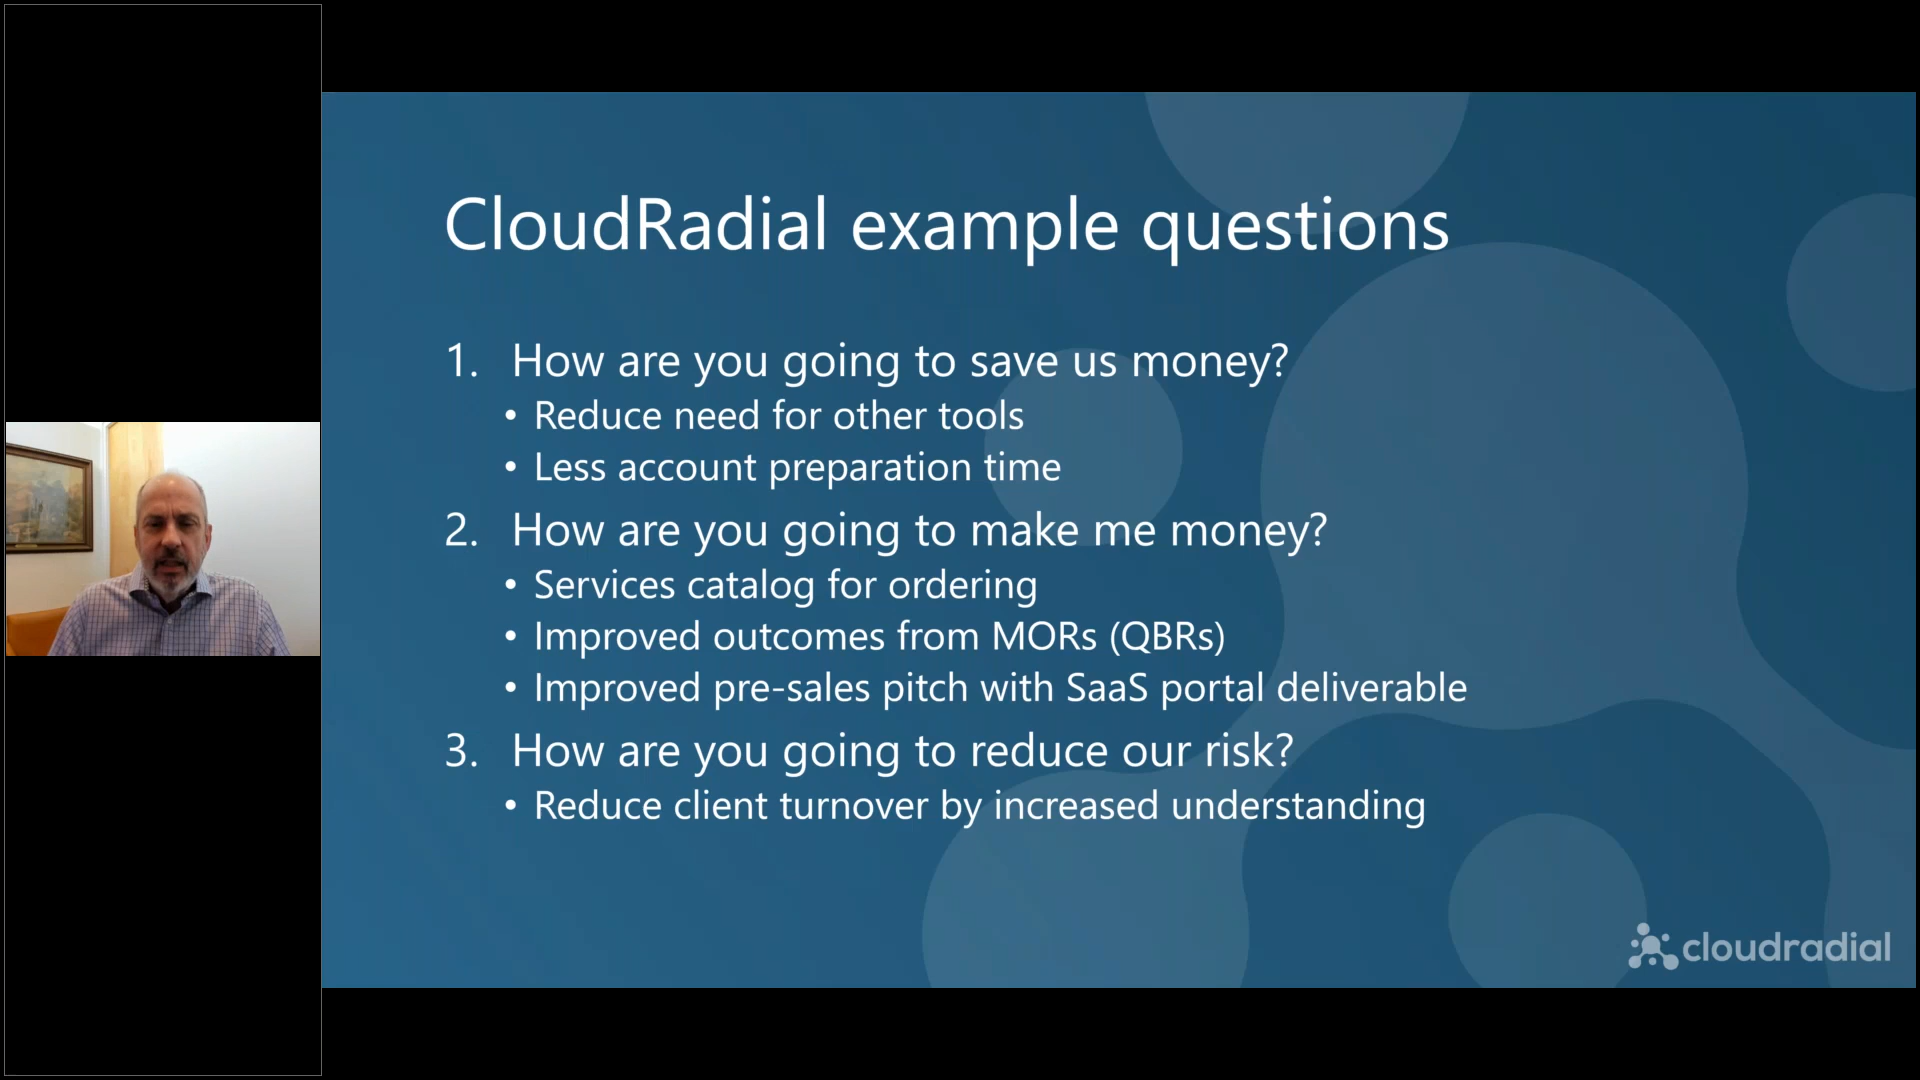 CloudRadial example questions
1. How are you going to save us money?
• Reduce need for other tools
• Less account preparation time
2. How are you going to make me money?
• Services catalog for ordering
• Improved outcomes from MORs (QBRs)
• Improved pre-sales pitch with SaaS portal deliverable
3. How are you going to reduce our risk?
• Reduce client turnover by increased understanding
cloudradial